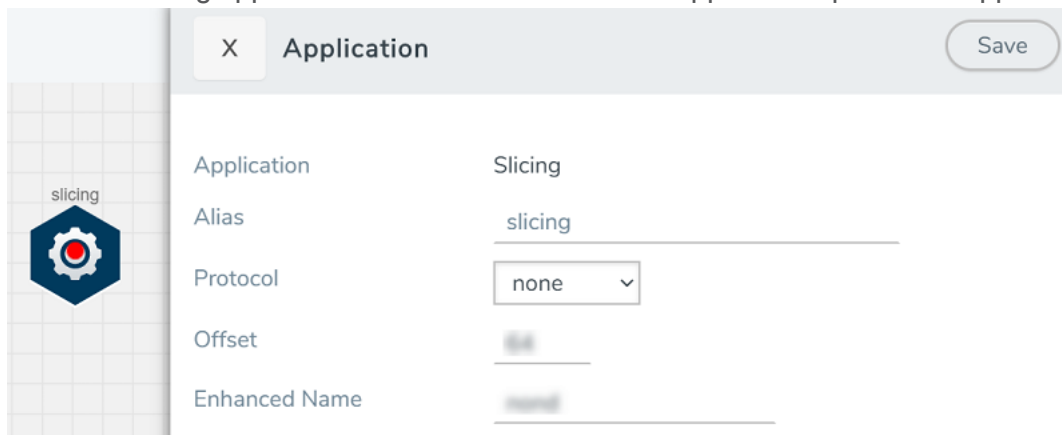 X Application Save
slicing
Application Slicing
Alias slicing
Protocol none
Offset
Enhanced Name